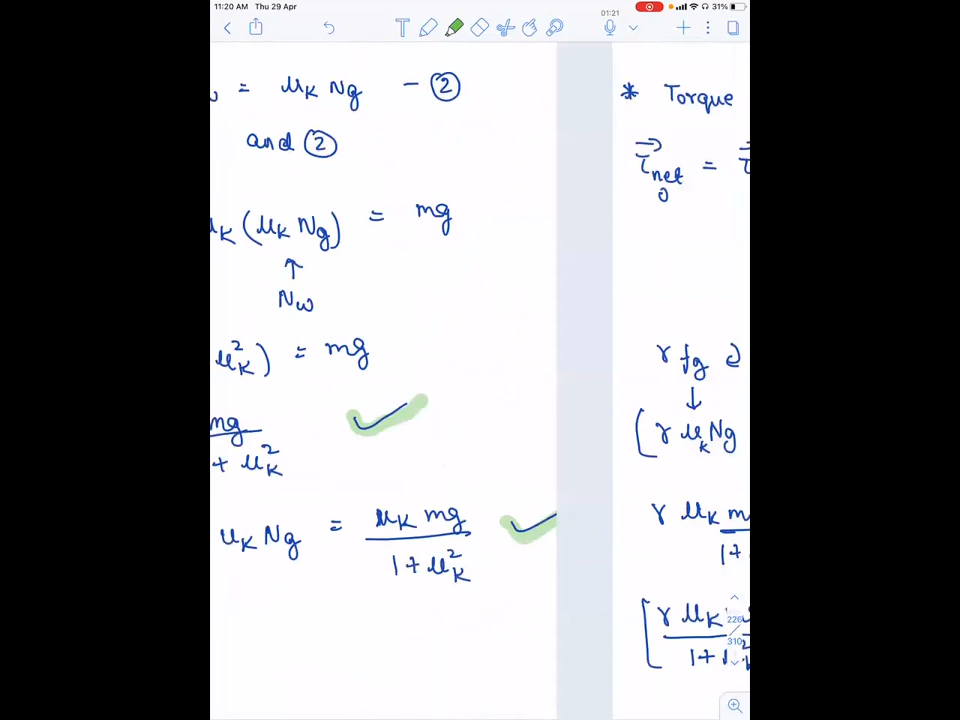 11:20 AM Thu 29 Apr
01:21
31%
= μK Ng - ②
and ②
(μK Ng) = mg
↑
Nw
μK²) = mg
mg
+ μK²
μK Ng = μK mg
1+ μK²
* Torque
τnet =
0
r fg
↓
[r μK Ng
r μK m
1+
[r μK
1+
226
310